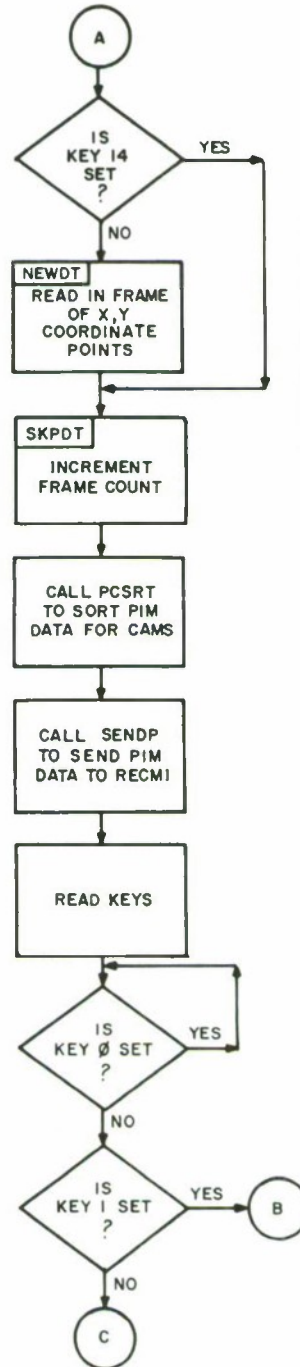 A
IS
KEY 14
SET
?
YES
NO
NEWDT
READ IN FRAME
OF X,Y
COORDINATE
POINTS
SKPDT
INCREMENT
FRAME COUNT
CALL PCSRT
TO SORT PIM
DATA FOR CAMS
CALL SENDP
TO SEND PIM
DATA TO RECM1
READ KEYS
IS
KEY Ø SET
?
YES
NO
IS
KEY 1 SET
?
YES
B
NO
C